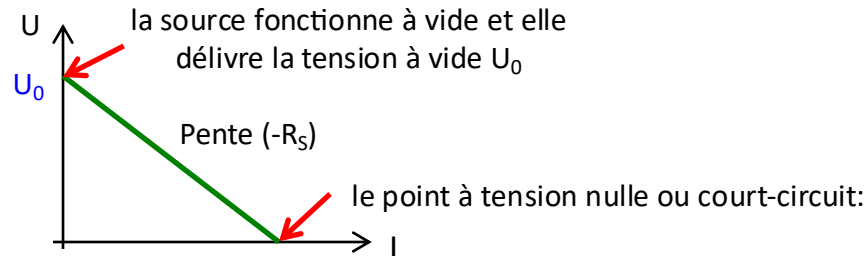 U
la source fonctionne à vide et elle
délivre la tension à vide U₀
U₀
Pente (-Rₛ)
le point à tension nulle ou court-circuit:
I